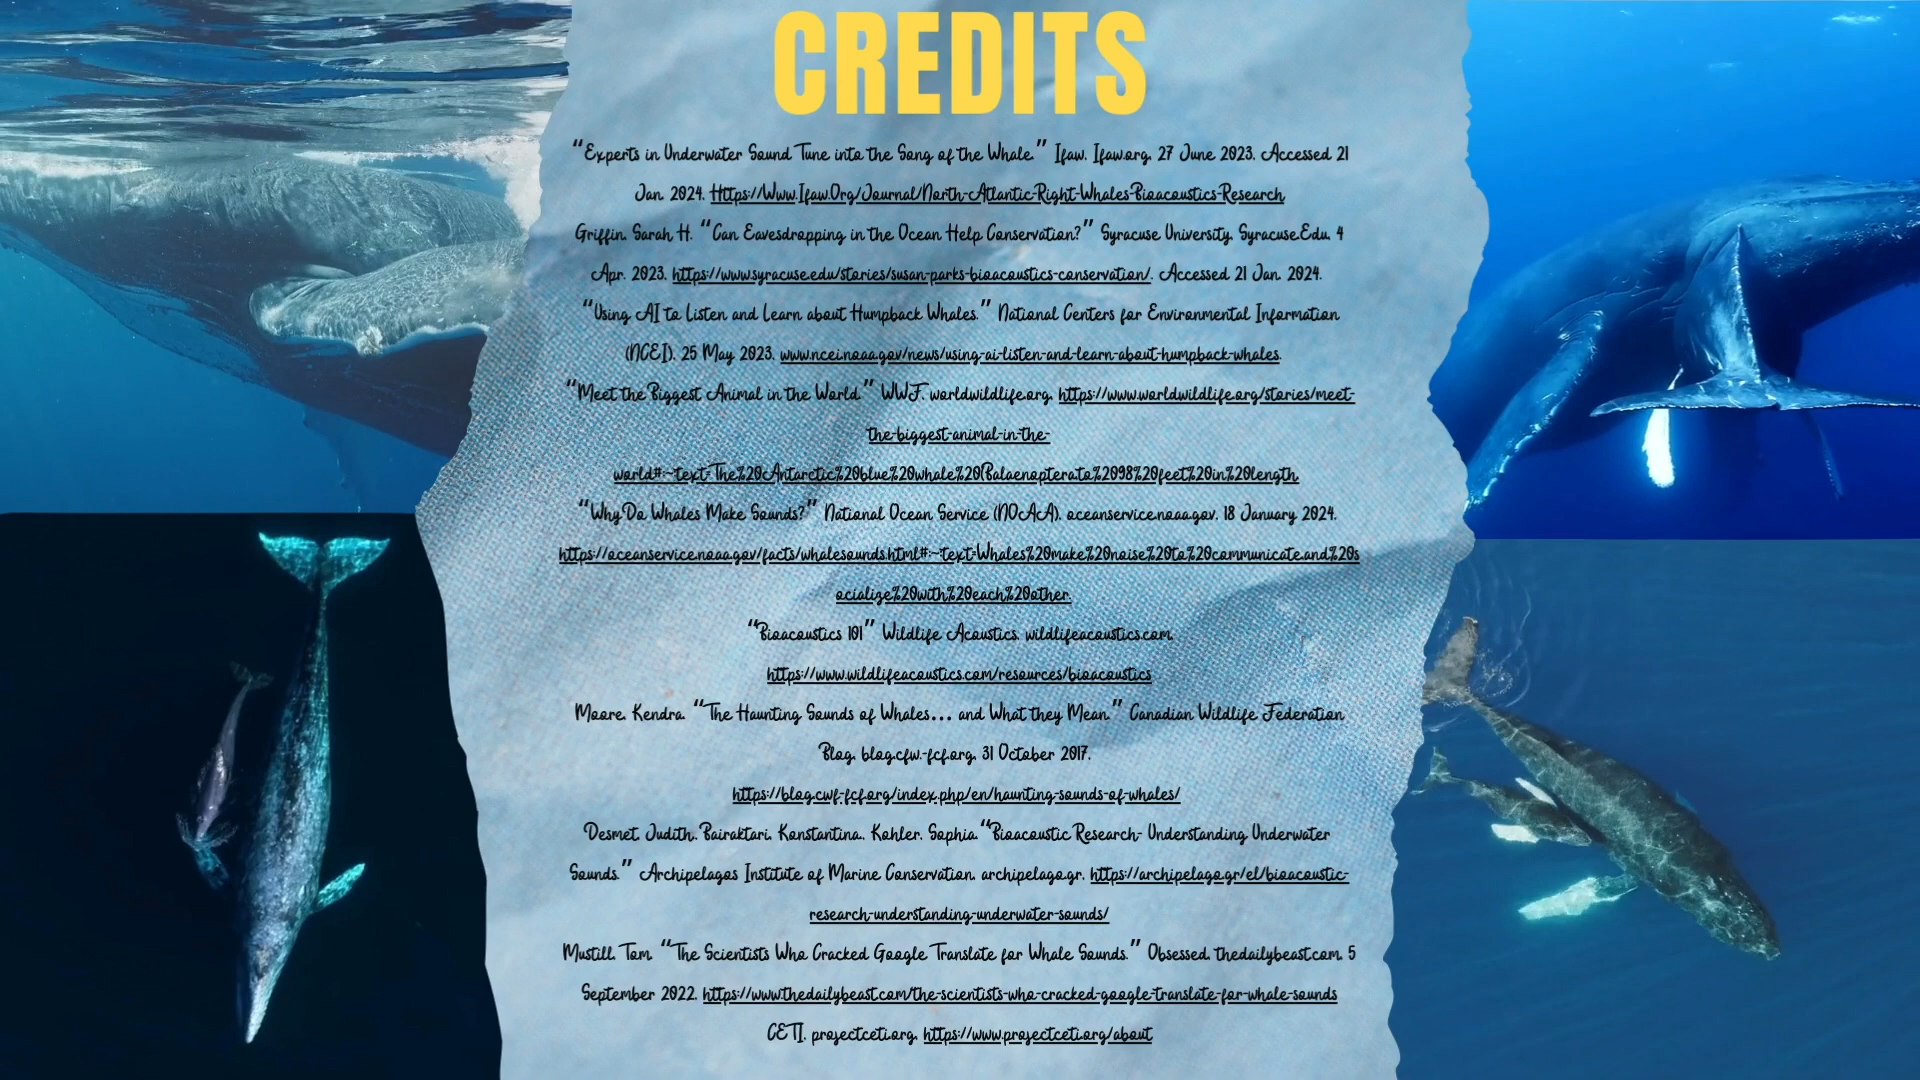 CREDITS
“Experts in Underwater Sound Tune into the Song of the Whale.” Ifaw. Ifaw.org, 27 June 2023. Accessed 21
Jan. 2024. Https://Www.Ifaw.Org/Journal/North-Atlantic-Right-Whales-Bioacoustics-Research
Griffin, Sarah H. “Can Eavesdropping in the Ocean Help Conservation?” Syracuse University, Syracuse.Edu, 4
Apr. 2023, https://www.syracuse.edu/stories/susan-parks-bioacoustics-conservation/. Accessed 21 Jan. 2024.
“Using AI to Listen and Learn about Humpback Whales.” National Centers for Environmental Information
(NCEI), 25 May 2023, www.ncei.noaa.gov/news/using-ai-listen-and-learn-about-humpback-whales.
“Meet the Biggest Animal in the World.” WWF, worldwildlife.org, https://www.worldwildlife.org/stories/meet-
the-biggest-animal-in-the-
world#:~:text=The%20Antarctic%20blue%20whale%20(Balaenoptera,to%2098%20feet%20in%20length.
“Why Do Whales Make Sounds?” National Ocean Service (NOAA), oceanservice.noaa.gov, 18 January 2024,
https://oceanservice.noaa.gov/facts/whalesounds.html#:~:text=Whales%20make%20noise%20to%20communicate,and%20s
ocialize%20with%20each%20other.
“Bioacoustics 101” Wildlife Acoustics, wildlifeacoustics.com,
https://www.wildlifeacoustics.com/resources/bioacoustics
Moore, Kendra. “The Haunting Sounds of Whales... and What they Mean.” Canadian Wildlife Federation
Blog, blog.cfw.-fcf.org, 31 October 2017,
https://blog.cwf-fcf.org/index.php/en/haunting-sounds-of-whales/
Desmet, Judith, Bairaktari, Konstantina, Kohler, Sophia. “Bioacoustic Research- Understanding Underwater
Sounds.” Archipelagos Institute of Marine Conservation, archipelago.gr, https://archipelago.gr/el/bioacoustic-
research-understanding-underwater-sounds/
Mustill, Tom. “The Scientists Who Cracked Google Translate for Whale Sounds.” Obsessed, thedailybeast.com, 5
September 2022, https://www.thedailybeast.com/the-scientists-who-cracked-google-translate-for-whale-sounds
CETI, projectceti.org, https://www.projectceti.org/about